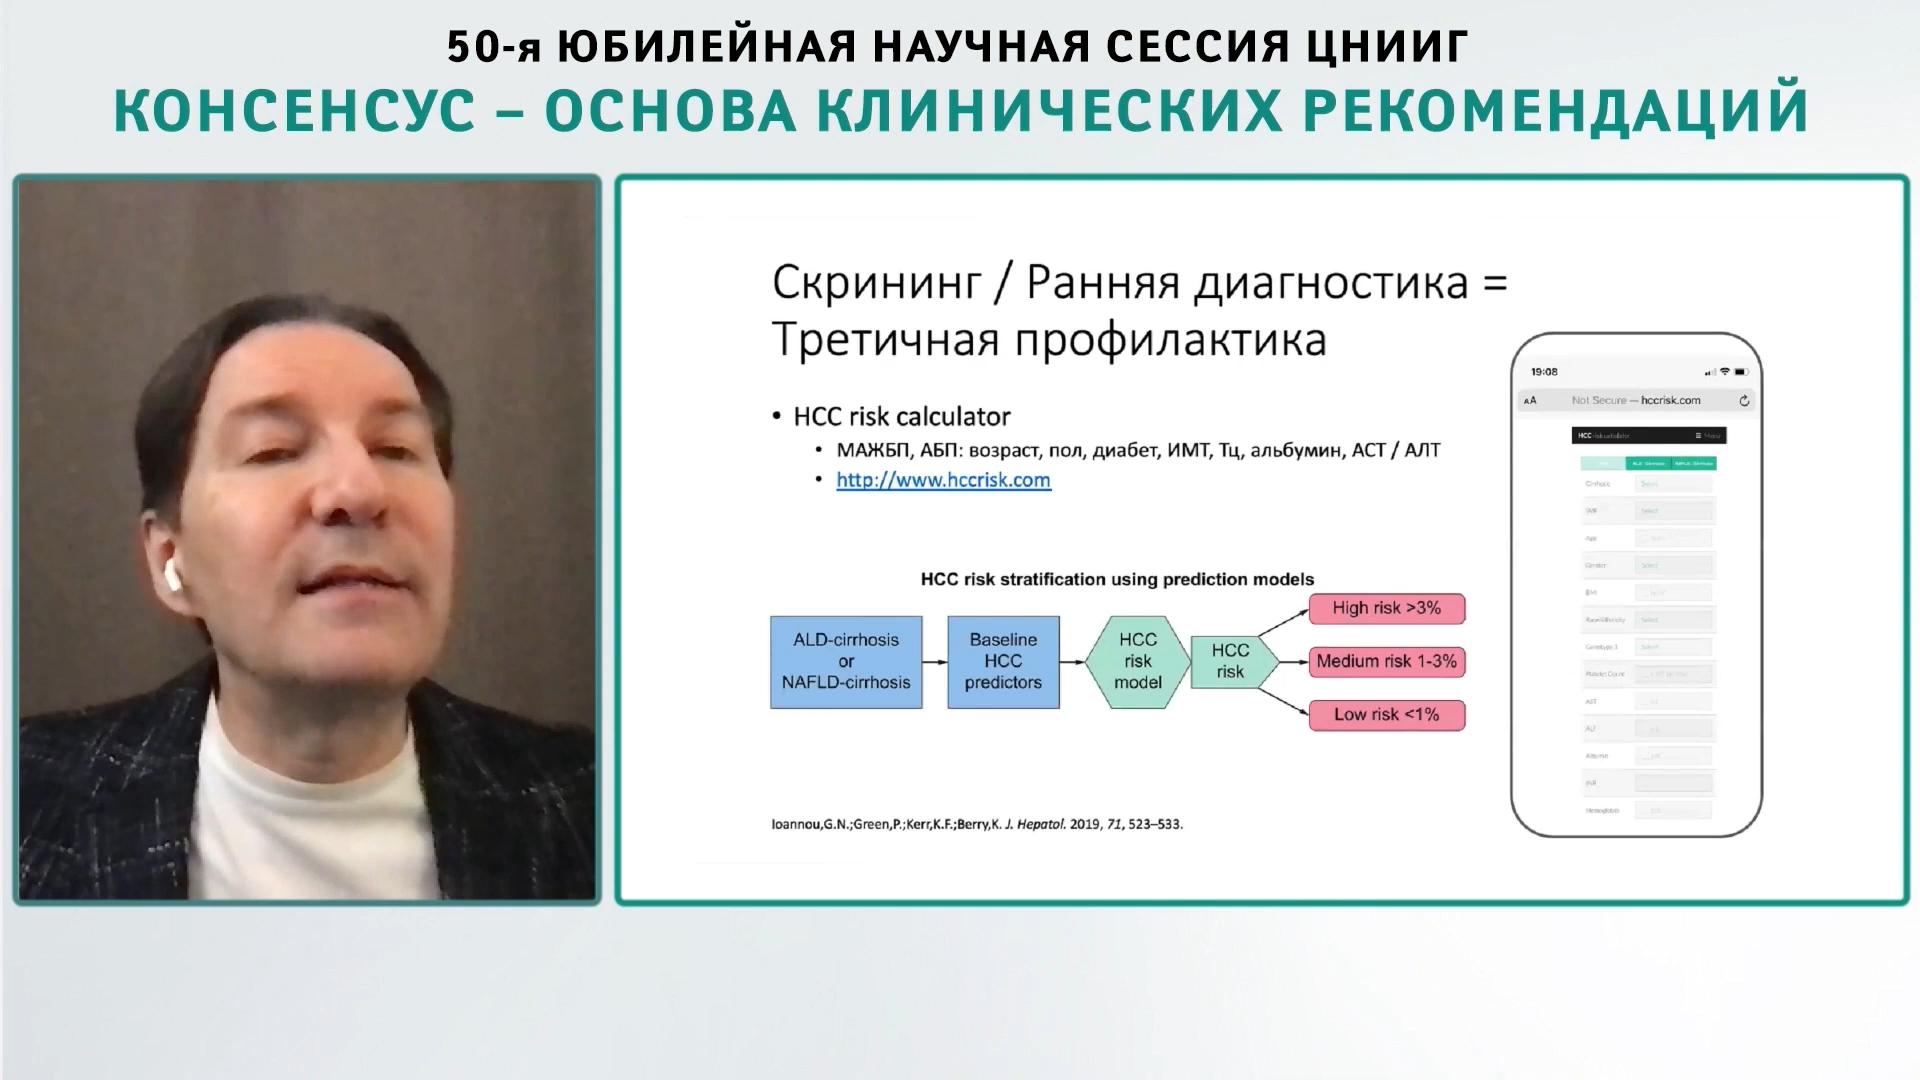 50-я ЮБИЛЕЙНАЯ НАУЧНАЯ СЕССИЯ ЦНИИГ
КОНСЕНСУС – ОСНОВА КЛИНИЧЕСКИХ РЕКОМЕНДАЦИЙ
Скрининг / Ранняя диагностика =
Третичная профилактика
• HCC risk calculator
• МАЖБП, АБП: возраст, пол, диабет, ИМТ, Тц, альбумин, АСТ / АЛТ
• http://www.hccrisk.com
HCC risk stratification using prediction models
ALD-cirrhosis
or
NAFLD-cirrhosis
Baseline
HCC
predictors
HCC
risk
model
HCC
risk
High risk >3%
Medium risk 1-3%
Low risk <1%
Ioannou,G.N.;Green,P.;Kerr,K.F.;Berry,K. J. Hepatol. 2019, 71, 523–533.
19:08
AA Not Secure — hccrisk.com
HCC risk calculator Menu
Cirrhosis Select
SVR Select
Age
Gender Select
BMI
Race/Ethnicity Select
Genotype 3 Select
Platelet Count
AST
ALT
Albumin
INR
Hemoglobin